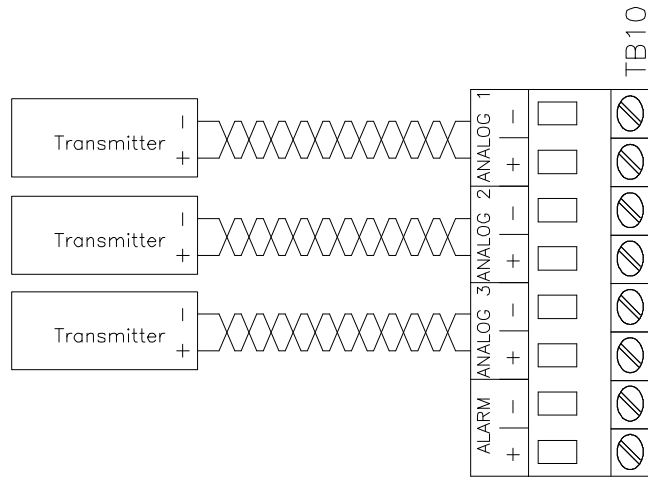 TB10
Transmitter - +
ANALOG 1 - +
Transmitter - +
ANALOG 2 - +
Transmitter - +
ANALOG 3 - +
ALARM - +